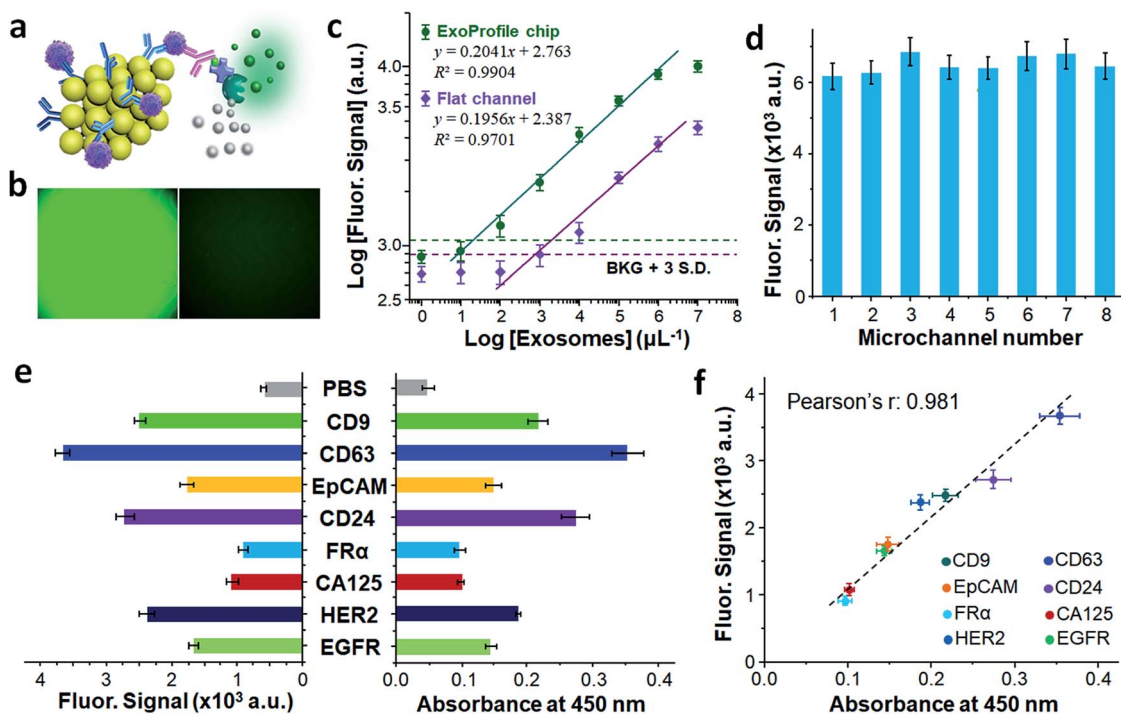 a
b
c
ExoProfile chip
y = 0.2041x + 2.763
R² = 0.9904
Flat channel
y = 0.1956x + 2.387
R² = 0.9701
BKG + 3 S.D.
Log [Fluor. Signal] (a.u.)
4.0
3.5
3.0
2.5
0 1 2 3 4 5 6 7 8
Log [Exosomes] (µL⁻¹)
d
Fluor. Signal (x10³ a.u.)
6
4
2
0
1 2 3 4 5 6 7 8
Microchannel number
e
PBS
CD9
CD63
EpCAM
CD24
FRα
CA125
HER2
EGFR
4 3 2 1 0
Fluor. Signal (x10³ a.u.)
0.0 0.1 0.2 0.3 0.4
Absorbance at 450 nm
f
Pearson's r: 0.981
Fluor. Signal (x10³ a.u.)
4
3
2
1
0
CD9 CD63
EpCAM CD24
FRα CA125
HER2 EGFR
0.0 0.1 0.2 0.3 0.4
Absorbance at 450 nm